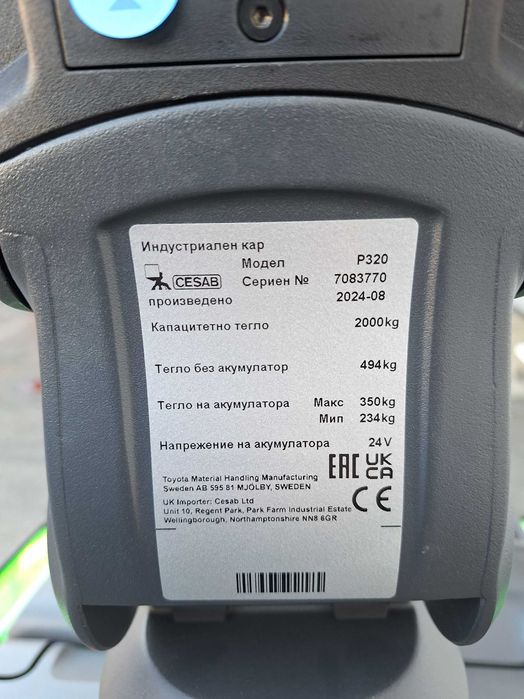 Индустриален кар
Модел P320
CESAB Сериен № 7083770
произведено 2024-08
Капацитетно тегло 2000kg
Тегло без акумулатор 494kg
Тегло на акумулатора Макс 350kg
Мип 234kg
Напрежение на акумулатора 24V
EAC UK CA
Toyota Material Handling Manufacturing
Sweden AB 595 81 MJÖLBY, SWEDEN
CE
UK Importer: Cesab Ltd
Unit 10, Regent Park, Park Farm Industrial Estate
Wellingborough, Northamptonshire NN8 6GR